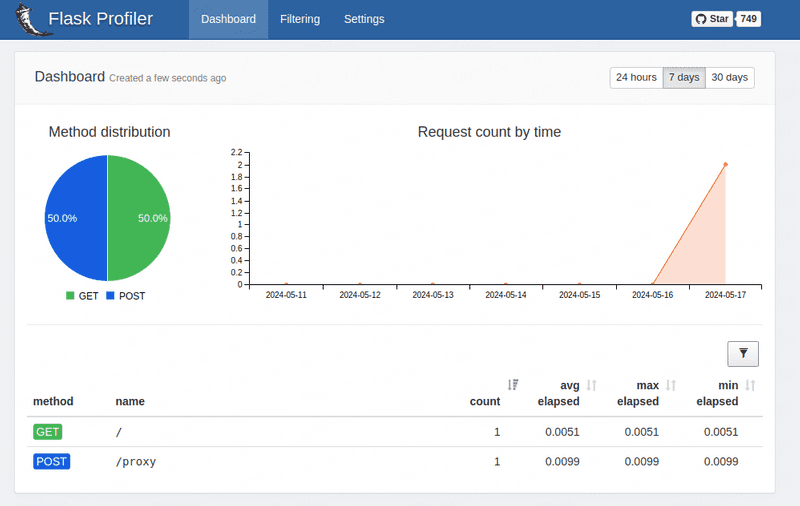 Flask Profiler Dashboard Filtering Settings Star 749
Dashboard Created a few seconds ago 24 hours 7 days 30 days
Method distribution
50.0% 50.0%
GET POST
Request count by time
2.2
2
1.8
1.6
1.4
1.2
1
0.8
0.6
0.4
0.2
0
2024-05-11 2024-05-12 2024-05-13 2024-05-14 2024-05-15 2024-05-16 2024-05-17
method name count avg elapsed max elapsed min elapsed
GET / 1 0.0051 0.0051 0.0051
POST /proxy 1 0.0099 0.0099 0.0099